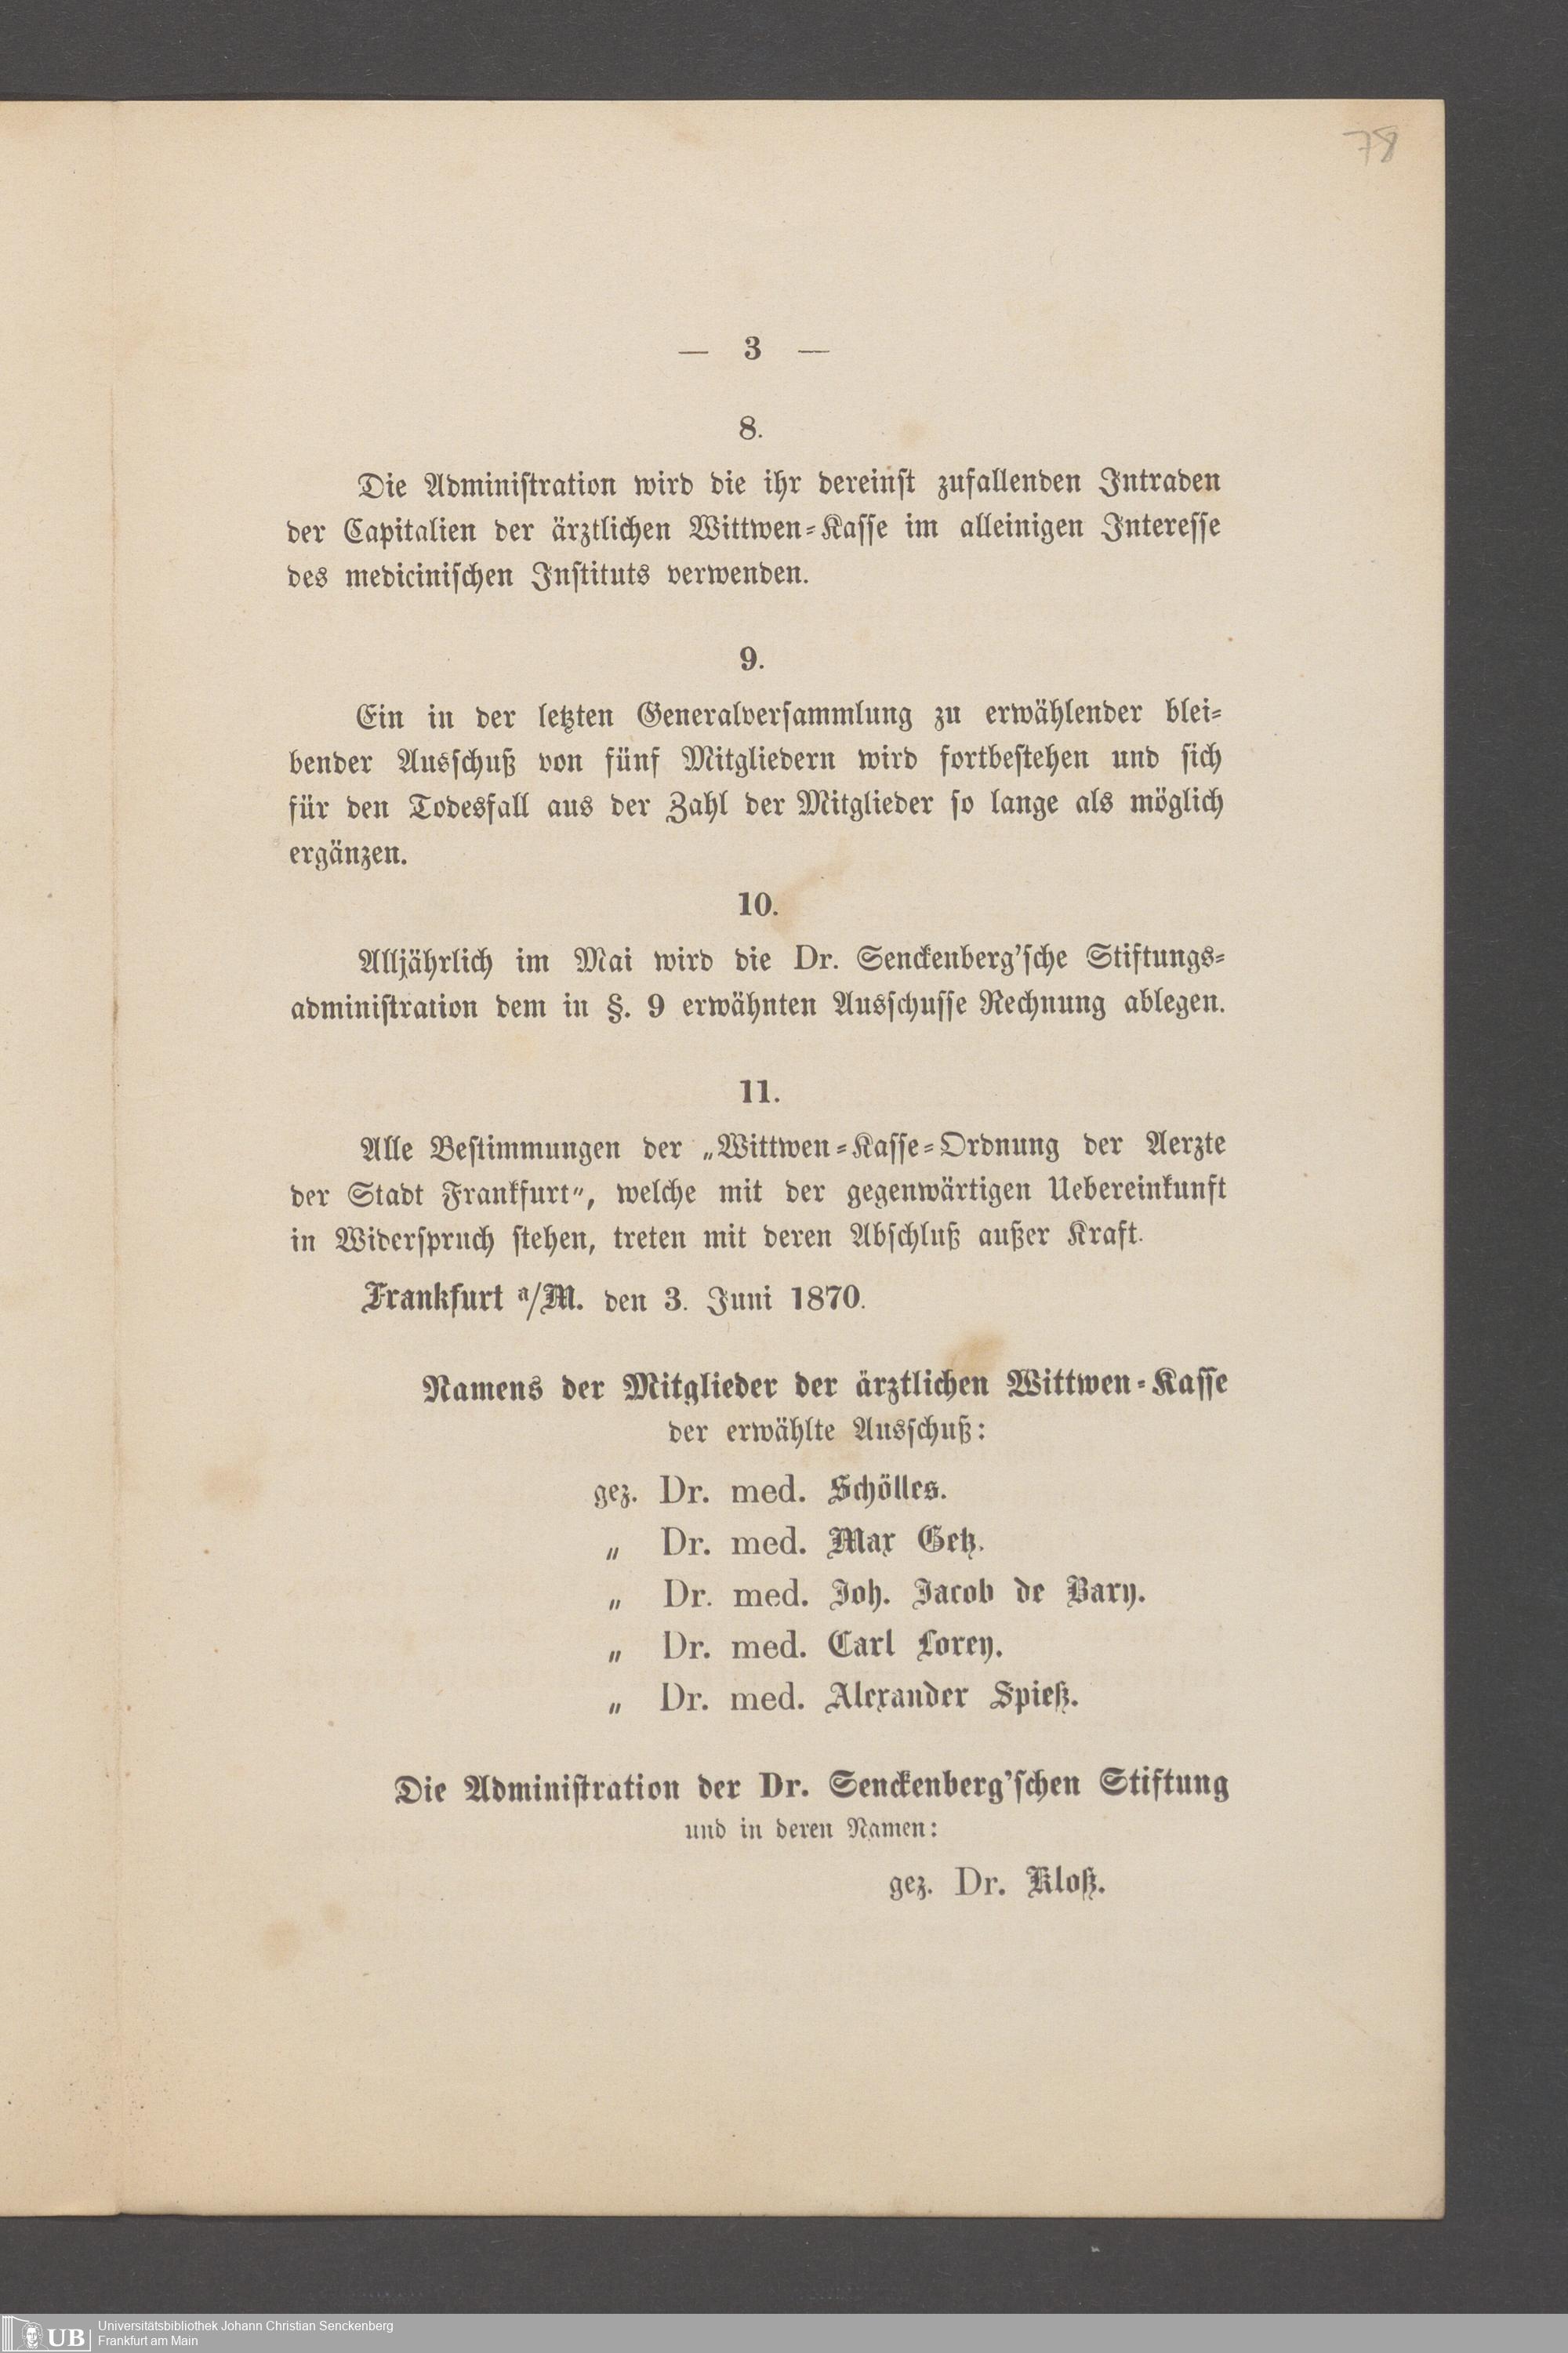 78
— 3 —
8.
Die Administration wird die ihr dereinst zufallenden Intraden
der Capitalien der ärztlichen Wittwen-Kasse im alleinigen Interesse
des medicinischen Instituts verwenden.
9.
Ein in der letzten Generalversammlung zu erwählender blei-
bender Ausschuß von fünf Mitgliedern wird fortbestehen und sich
für den Todesfall aus der Zahl der Mitglieder so lange als möglich
ergänzen.
10.
Alljährlich im Mai wird die Dr. Senckenberg'sche Stiftungs-
administration dem in §. 9 erwähnten Ausschusse Rechnung ablegen.
11.
Alle Bestimmungen der „Wittwen-Kasse-Ordnung der Aerzte
der Stadt Frankfurt", welche mit der gegenwärtigen Uebereinkunft
in Widerspruch stehen, treten mit deren Abschluß außer Kraft.
Frankfurt a/M. den 3. Juni 1870.
Namens der Mitglieder der ärztlichen Wittwen-Kasse
der erwählte Ausschuß:
gez. Dr. med. Schölles.
„ Dr. med. Max Getz.
„ Dr. med. Joh. Jacob de Bary.
„ Dr. med. Carl Lorey.
„ Dr. med. Alexander Spieß.
Die Administration der Dr. Senckenberg'schen Stiftung
und in deren Namen:
gez. Dr. Kloß.
UB
Universitätsbibliothek Johann Christian Senckenberg
Frankfurt am Main